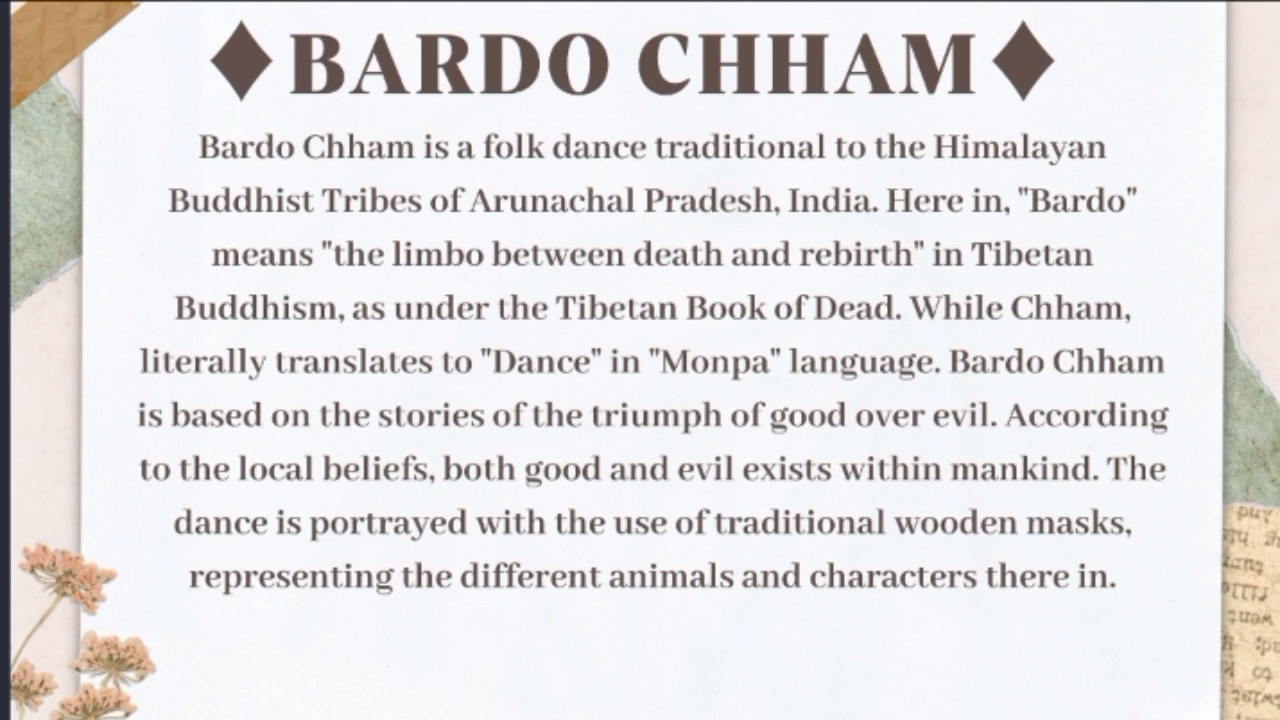 ♦BARDO CHHAM♦
Bardo Chham is a folk dance traditional to the Himalayan
Buddhist Tribes of Arunachal Pradesh, India. Here in, "Bardo"
means "the limbo between death and rebirth" in Tibetan
Buddhism, as under the Tibetan Book of Dead. While Chham,
literally translates to "Dance" in "Monpa" language. Bardo Chham
is based on the stories of the triumph of good over evil. According
to the local beliefs, both good and evil exists within mankind. The
dance is portrayed with the use of traditional wooden masks,
representing the different animals and characters there in.